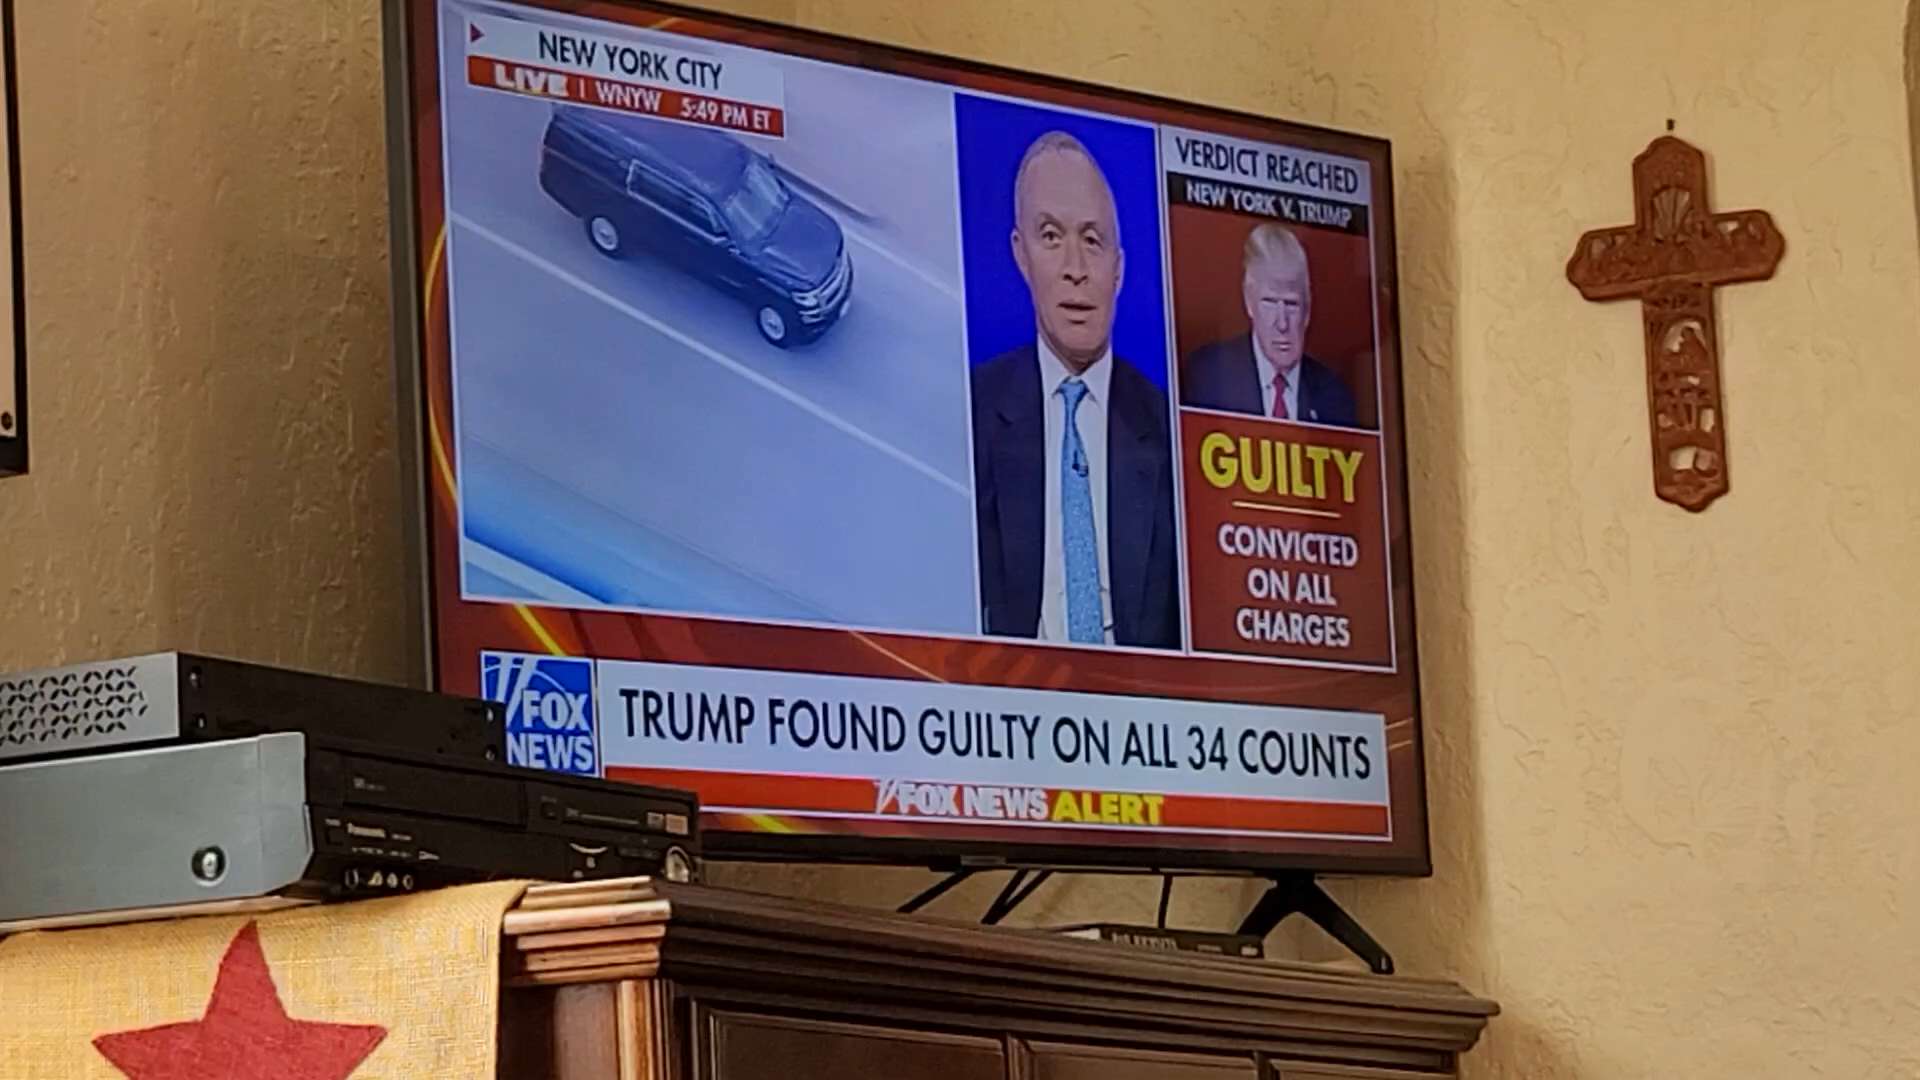 NEW YORK CITY
LIVE | WNYW 5:49 PM ET
VERDICT REACHED
NEW YORK V. TRUMP
GUILTY
CONVICTED
ON ALL
CHARGES
FOX
NEWS
TRUMP FOUND GUILTY ON ALL 34 COUNTS
FOX NEWS ALERT
Panasonic